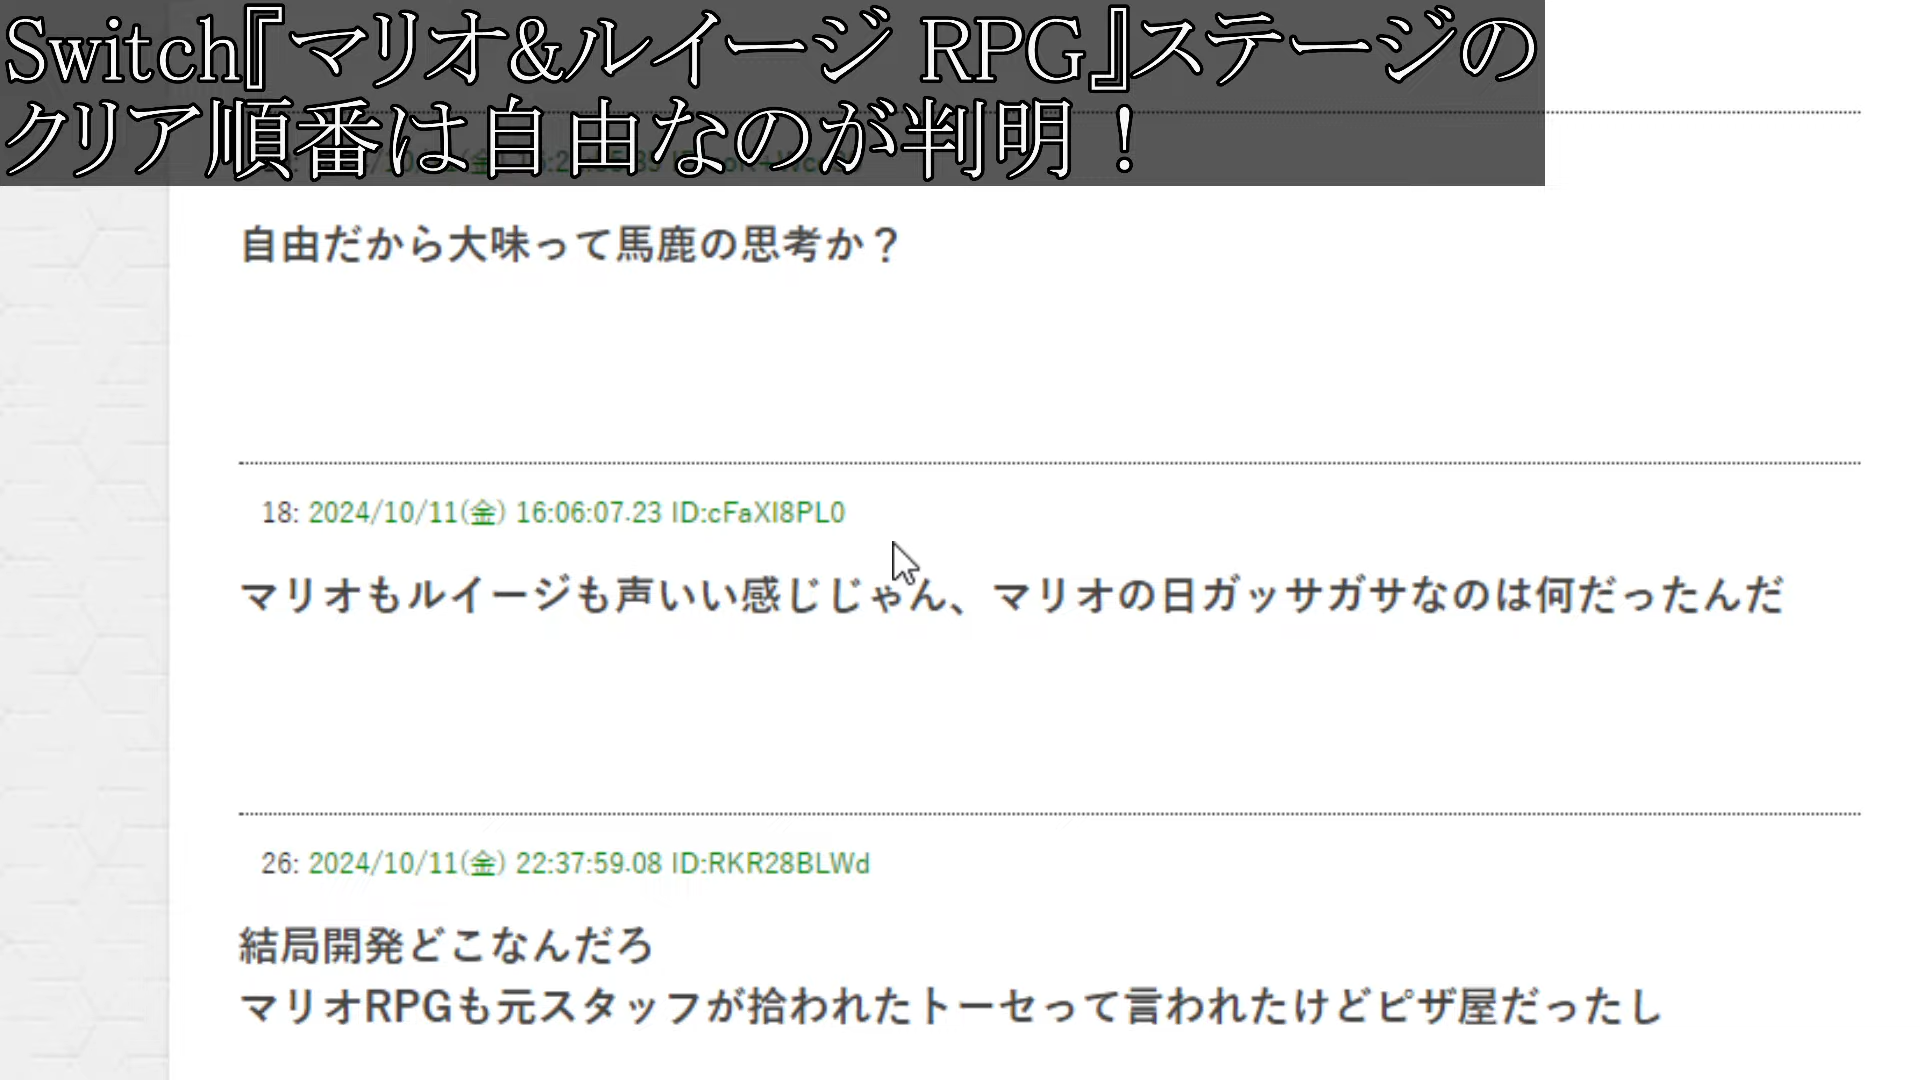 Switch『マリオ&ルイージ RPG』ステージの
クリア順番は自由なのが判明！
自由だから大味って馬鹿の思考か？
18: 2024/10/11(金) 16:06:07.23 ID:cFaXI8PL0
マリオもルイージも声いい感じじゃん、マリオの日ガッサガサなのは何だったんだ
26: 2024/10/11(金) 22:37:59.08 ID:RKR28BLWd
結局開発どこなんだろ
マリオRPGも元スタッフが拾われたトーセって言われたけどピザ屋だったし